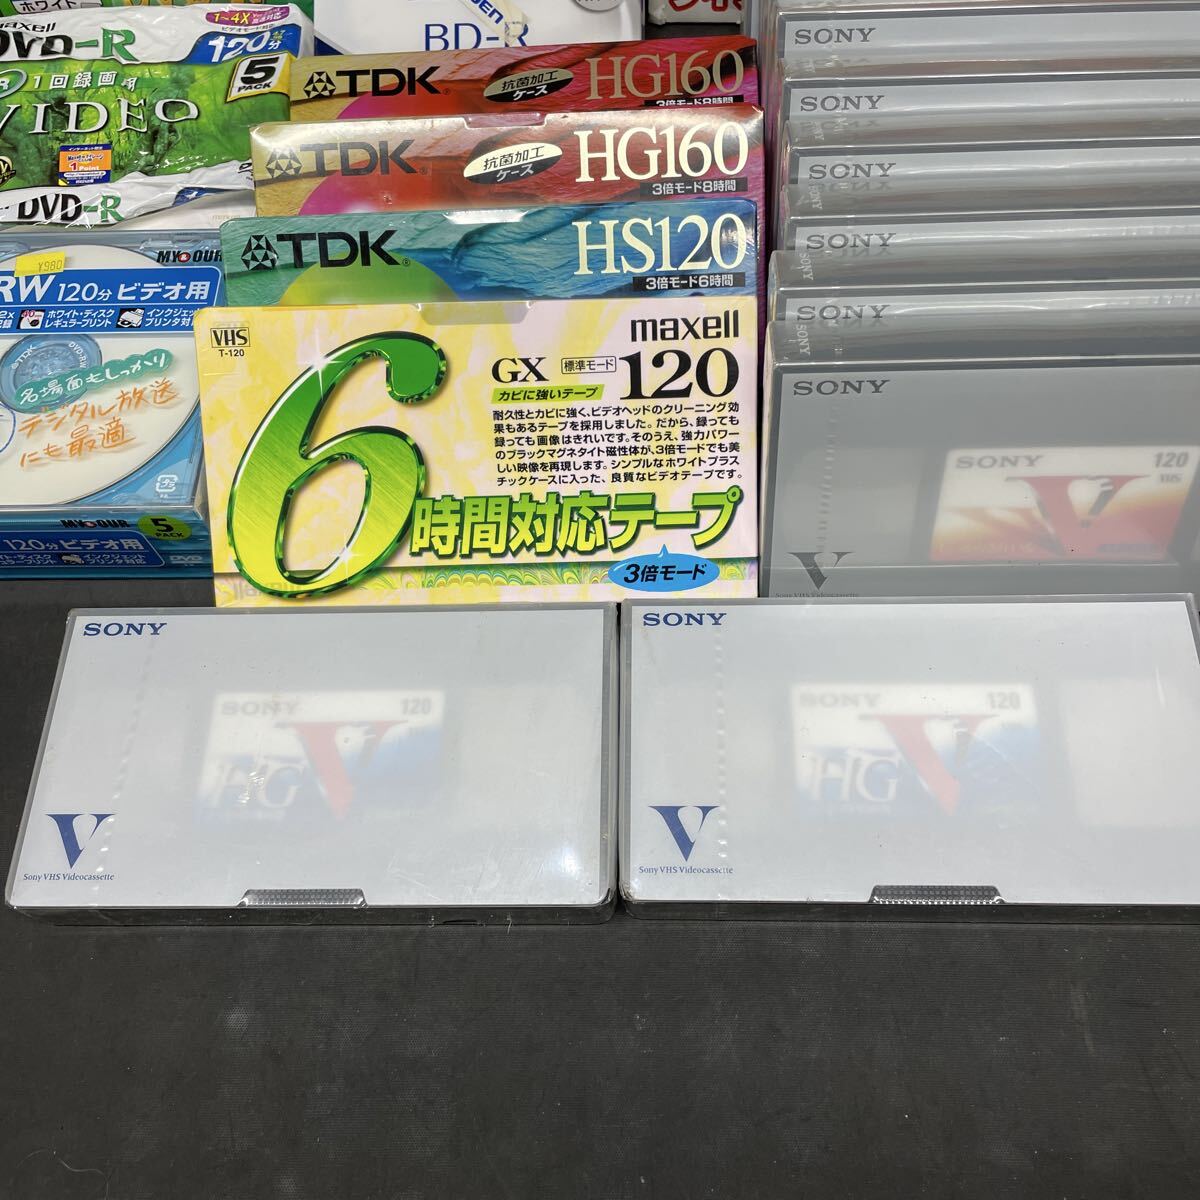 maxell
DVD-R
1~4X
120分
ホワイト
1回録画用
5
PACK
VIDEO
1 Point
DVD-R
¥980
MY COUR
RW 120分 ビデオ用
ホワイト・ディスク
レギュラープリント
インクジェット
プリンタ対応
TDK
DVD-RW
名場面もしっかり
デジタル放送
にも最適
MY COUR
5
PACK
120分 ビデオ用
BD-R
TDK
抗菌加工
ケース
HG160
3倍モード8時間
TDK
抗菌加工
ケース
HG160
3倍モード8時間
TDK
HS120
3倍モード6時間
VHS
T-120
maxell
GX
標準モード
120
カビに強いテープ
耐久性とカビに強く、ビデオヘッドのクリーニング効
果もあるテープを採用しました。だから、録っても
録っても画像はきれいです。そのうえ、強力パワー
のブラックマグネタイト磁性体が、3倍モードでも美
しい映像を再現します。シンプルなホワイトプラス
チックケースに入った、良質なビデオテープです。
6
時間対応テープ
3倍モード
SONY
SONY
SONY
SONY
SONY
SONY
SONY
120
VHS
V
V
Sony VHS Videocassette
SONY
SONY
120
HG
V
V
Sony VHS Videocassette
SONY
SONY
120
HG
V
V
Sony VHS Videocassette